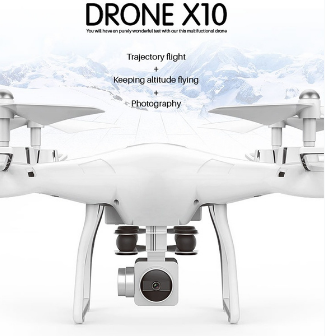 DRONE X10
You will have an purely wonderful test with our this multifuctional drone
Trajectory flight
+
Keeping altitude flying
+
Photography